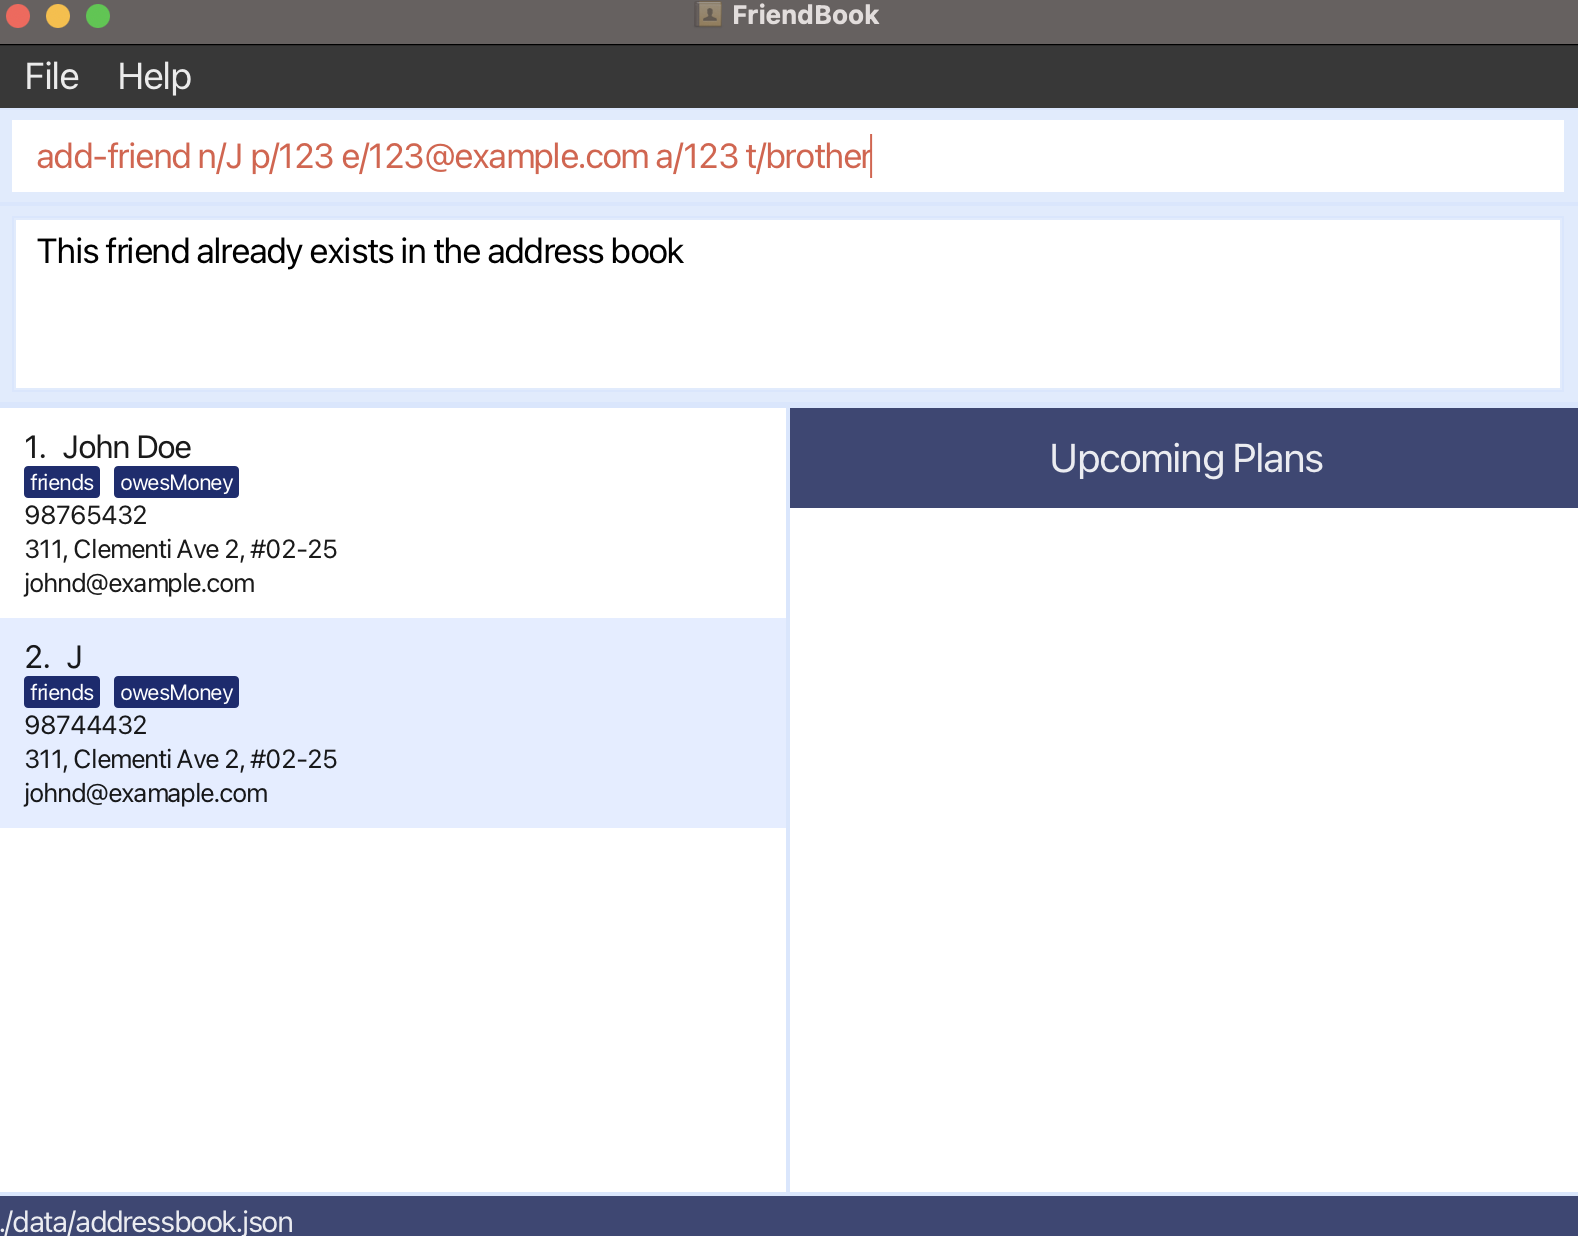 FriendBook
File Help
add-friend n/J p/123 e/123@example.com a/123 t/brother
This friend already exists in the address book
1. John Doe
friends owesMoney
98765432
311, Clementi Ave 2, #02-25
johnd@example.com
2. J
friends owesMoney
98744432
311, Clementi Ave 2, #02-25
johnd@examaple.com
Upcoming Plans
./data/addressbook.json